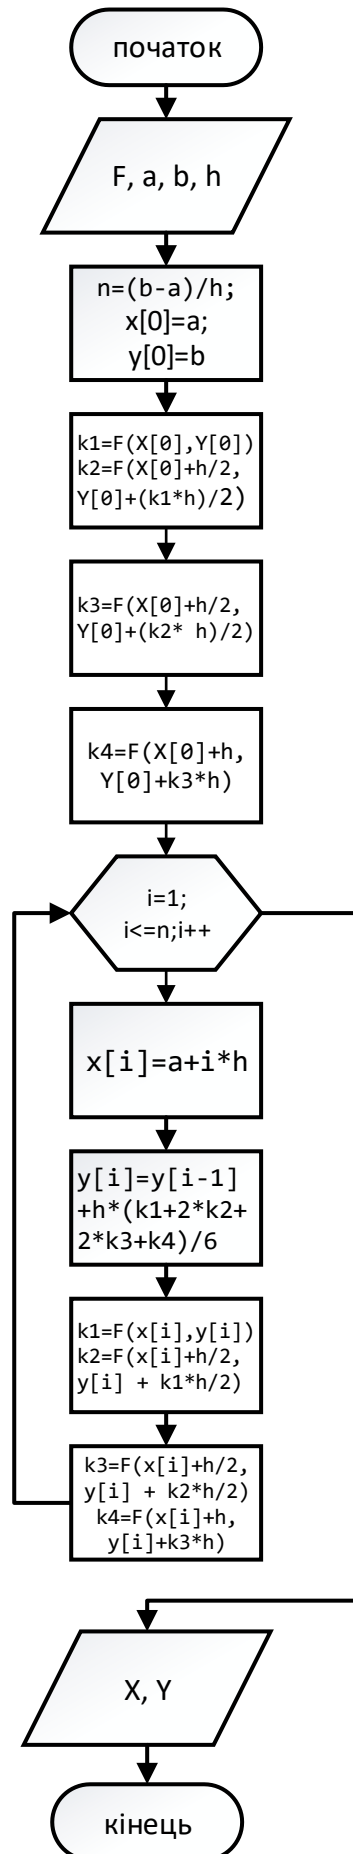 початок
F, a, b, h
n=(b-a)/h;
x[0]=a;
y[0]=b
k1=F(X[0],Y[0])
k2=F(X[0]+h/2,
Y[0]+(k1*h)/2)
k3=F(X[0]+h/2,
Y[0]+(k2* h)/2)
k4=F(X[0]+h,
Y[0]+k3*h)
i=1;
i<=n;i++
x[i]=a+i*h
y[i]=y[i-1]
+h*(k1+2*k2+
2*k3+k4)/6
k1=F(x[i],y[i])
k2=F(x[i]+h/2,
y[i] + k1*h/2)
k3=F(x[i]+h/2,
y[i] + k2*h/2)
k4=F(x[i]+h,
y[i]+k3*h)
X, Y
кінець